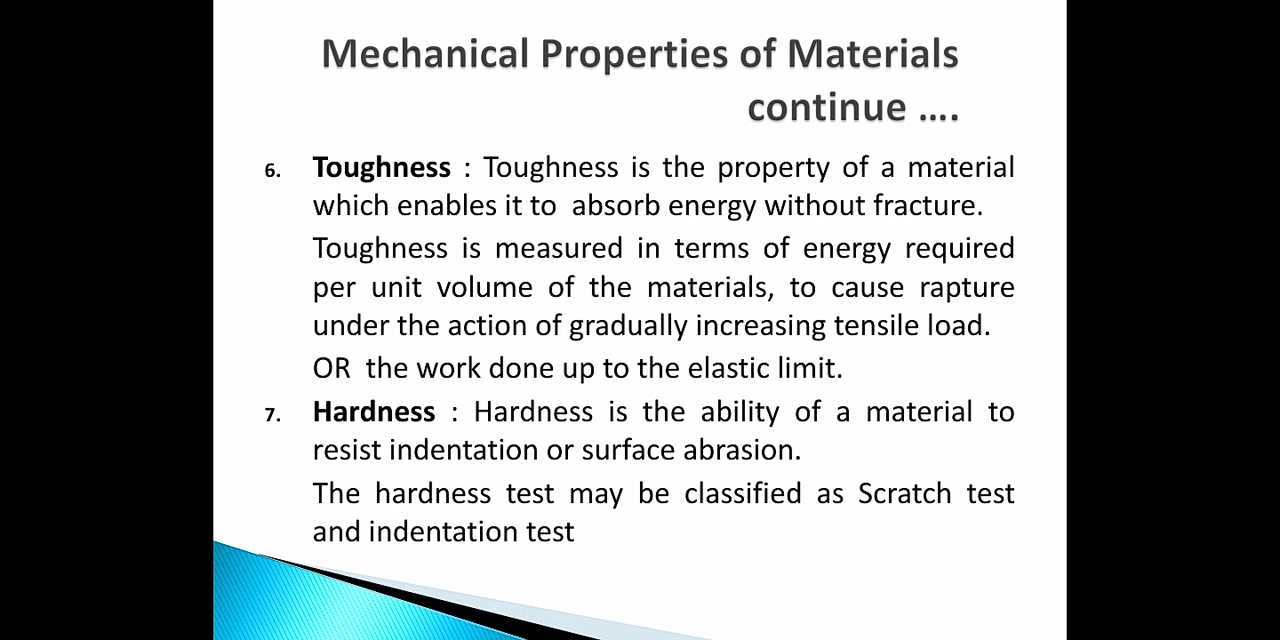 Mechanical Properties of Materials
continue ....
6. Toughness : Toughness is the property of a material
which enables it to absorb energy without fracture.
Toughness is measured in terms of energy required
per unit volume of the materials, to cause rapture
under the action of gradually increasing tensile load.
OR the work done up to the elastic limit.
7. Hardness : Hardness is the ability of a material to
resist indentation or surface abrasion.
The hardness test may be classified as Scratch test
and indentation test